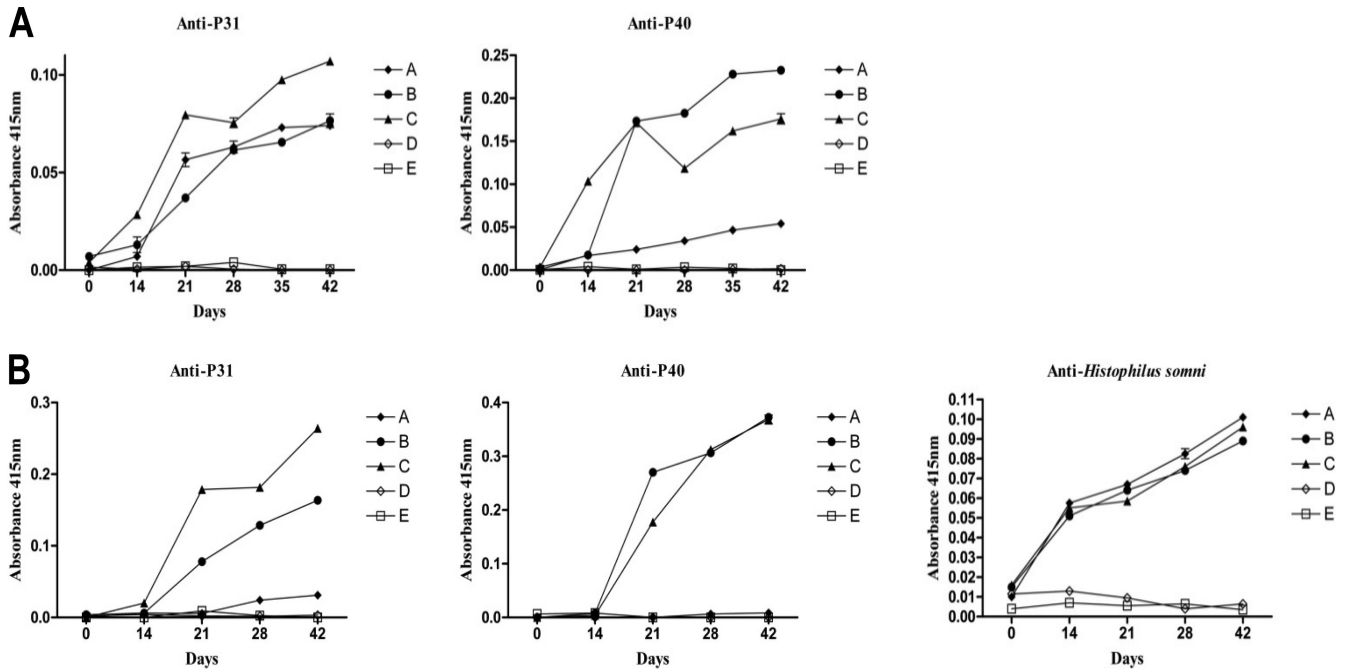 A
Anti-P31
Absorbance 415nm
0.10
0.05
0.00
0 14 21 28 35 42
Days
A
B
C
D
E
Anti-P40
Absorbance 415nm
0.25
0.20
0.15
0.10
0.05
0.00
0 14 21 28 35 42
Days
A
B
C
D
E
B
Anti-P31
Absorbance 415nm
0.3
0.2
0.1
0.0
0 14 21 28 42
Days
A
B
C
D
E
Anti-P40
Absorbance 415nm
0.4
0.3
0.2
0.1
0.0
0 14 21 28 42
Days
A
B
C
D
E
Anti-Histophilus somni
Absorbance 415nm
0.11
0.10
0.09
0.08
0.07
0.06
0.05
0.04
0.03
0.02
0.01
0.00
0 14 21 28 42
Days
A
B
C
D
E